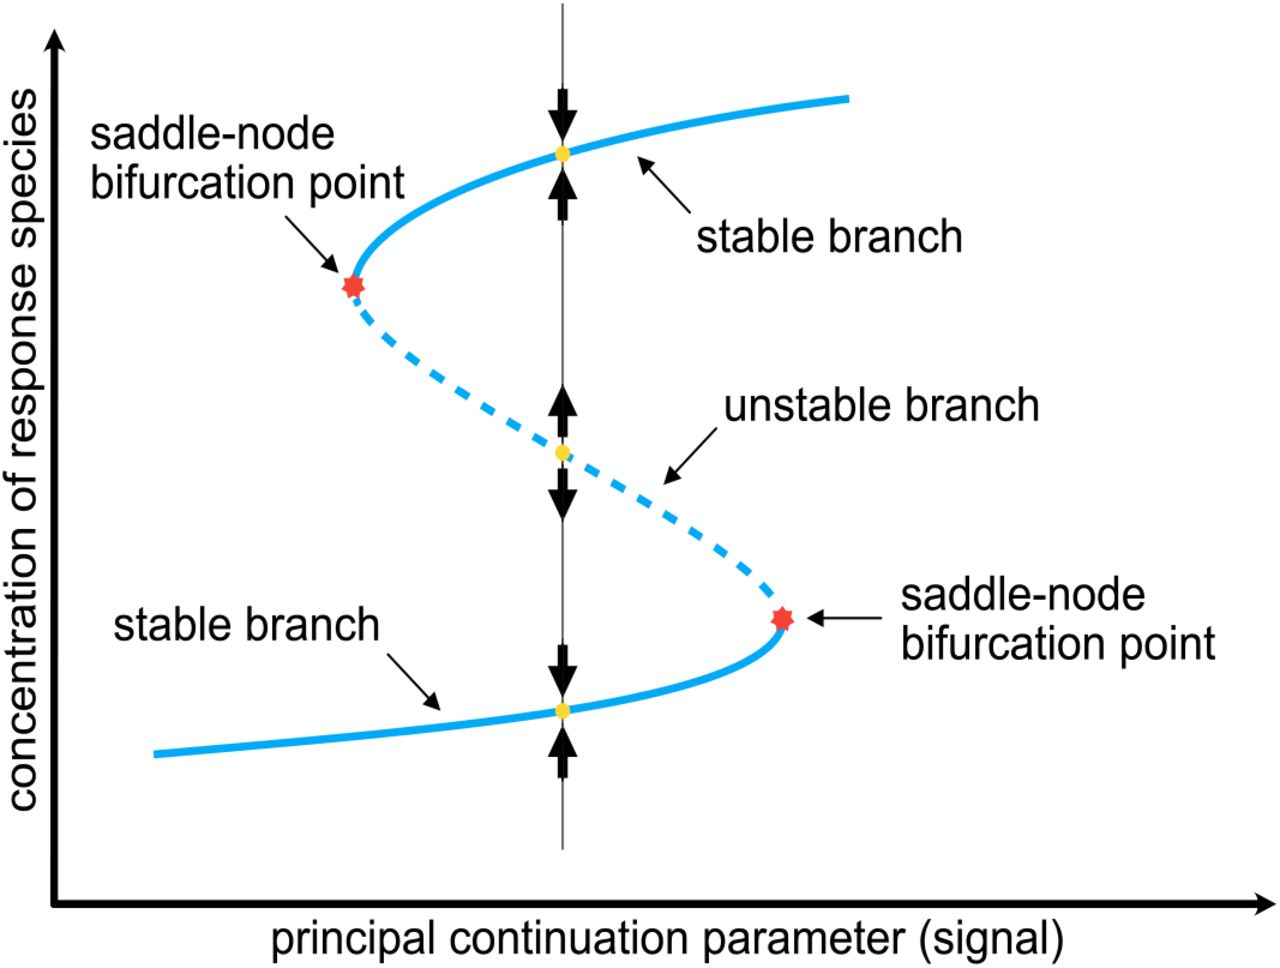 saddle-node
bifurcation point
stable branch
unstable branch
saddle-node
bifurcation point
stable branch
concentration of response species
principal continuation parameter (signal)